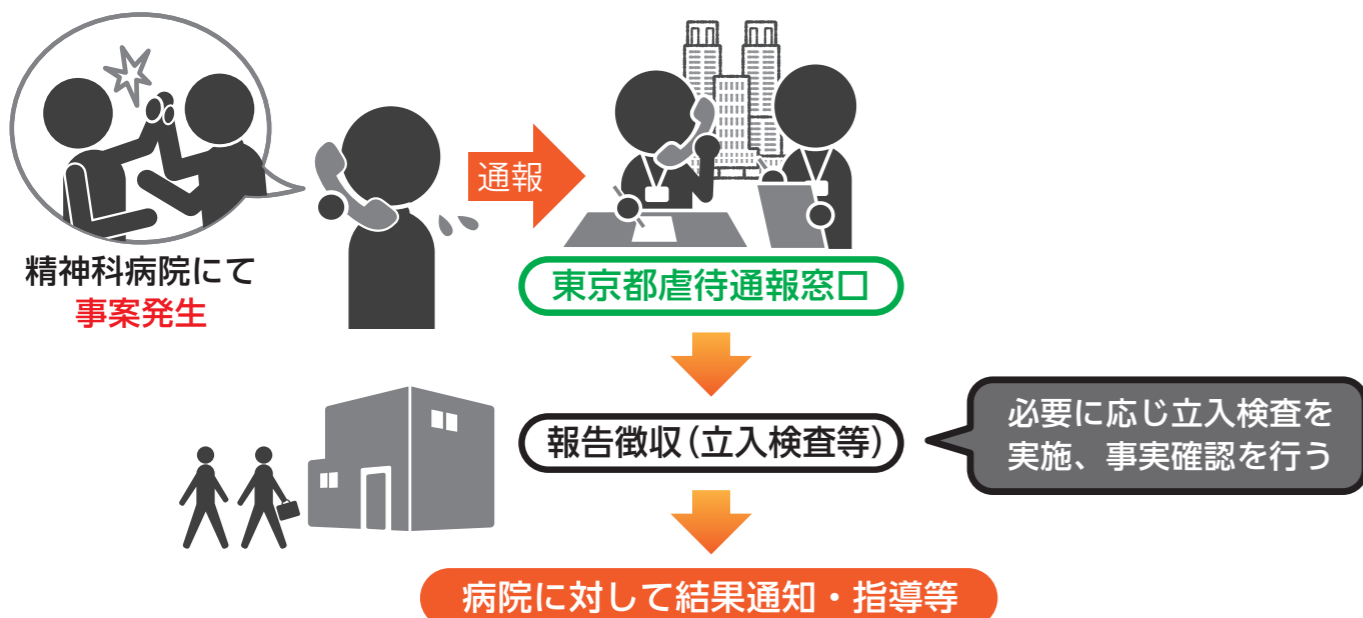 精神科病院にて
事案発生
通報
東京都虐待通報窓口
報告徴収(立入検査等)
必要に応じ立入検査を
実施、事実確認を行う
病院に対して結果通知・指導等